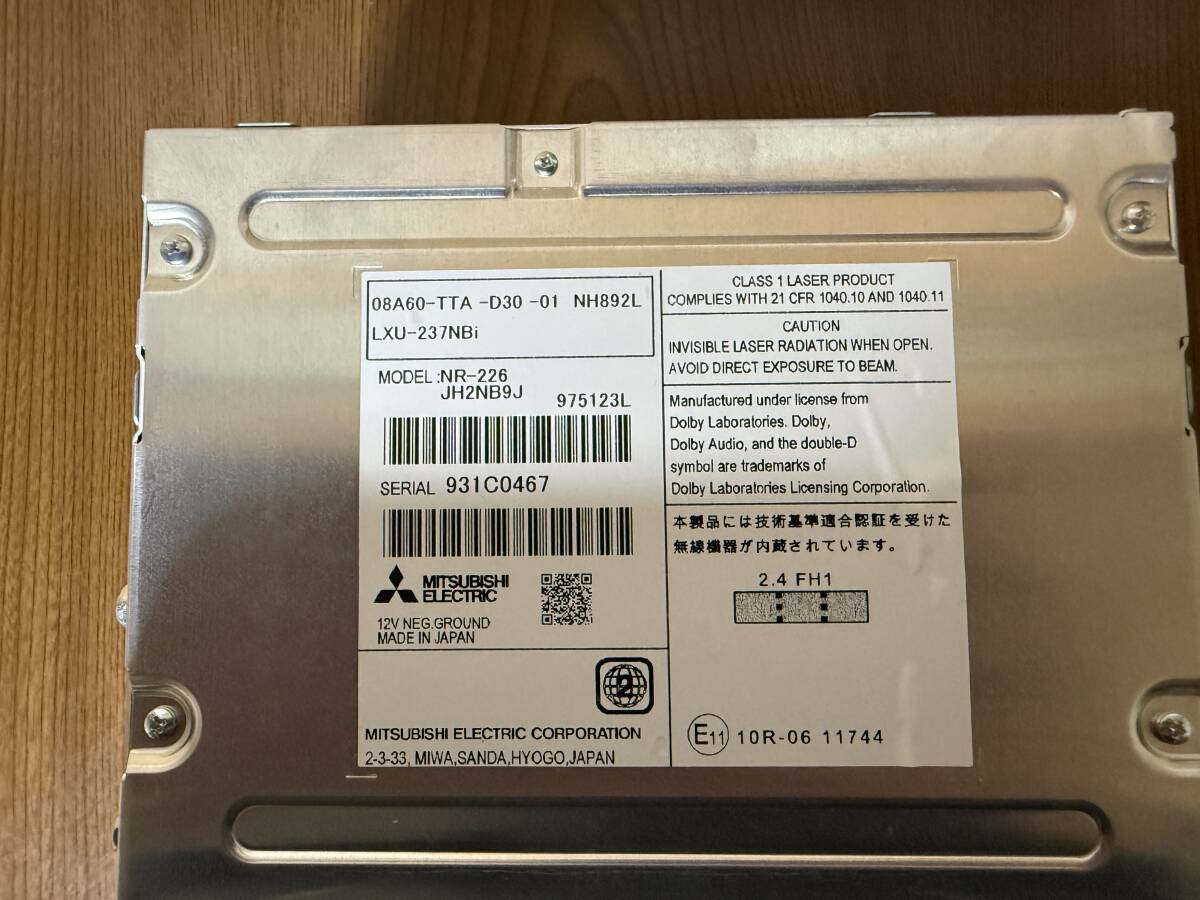 08A60-TTA -D30 -01 NH892L
LXU-237NBi
MODEL :NR-226
JH2NB9J
975123L
SERIAL 931C0467
MITSUBISHI
ELECTRIC
12V NEG.GROUND
MADE IN JAPAN
2
MITSUBISHI ELECTRIC CORPORATION
2-3-33, MIWA,SANDA,HYOGO,JAPAN
CLASS 1 LASER PRODUCT
COMPLIES WITH 21 CFR 1040.10 AND 1040.11
CAUTION
INVISIBLE LASER RADIATION WHEN OPEN.
AVOID DIRECT EXPOSURE TO BEAM.
Manufactured under license from
Dolby Laboratories. Dolby,
Dolby Audio, and the double-D
symbol are trademarks of
Dolby Laboratories Licensing Corporation.
本製品には技術基準適合認証を受けた
無線機器が内蔵されています。
2.4 FH1
E11 10R-06 11744